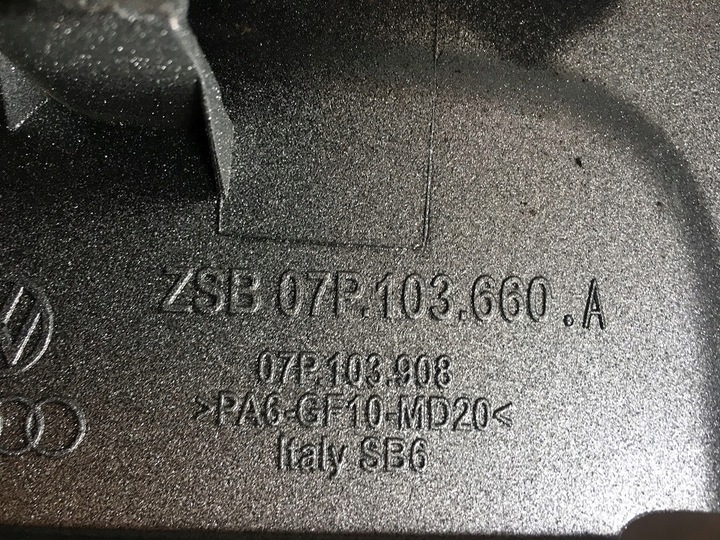 ZSB 07P.103.660.A
07P.103.908
>PA6-GF10-MD20<
Italy SB6